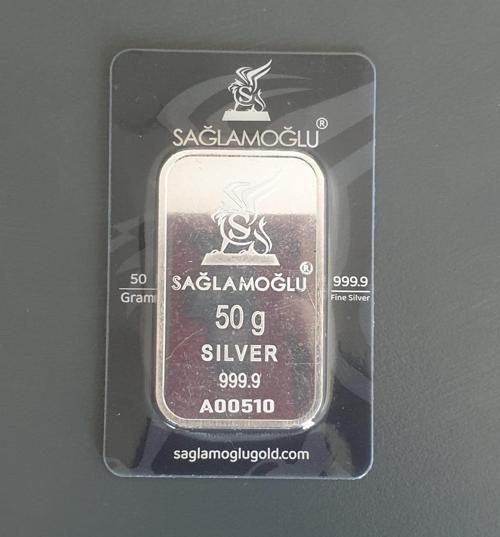 SAĞLAMOĞLU®
S
SAĞLAMOĞLU®
50 g
SILVER
999.9
A00510
50
Gram
999.9
Fine Silver
saglamoglugold.com